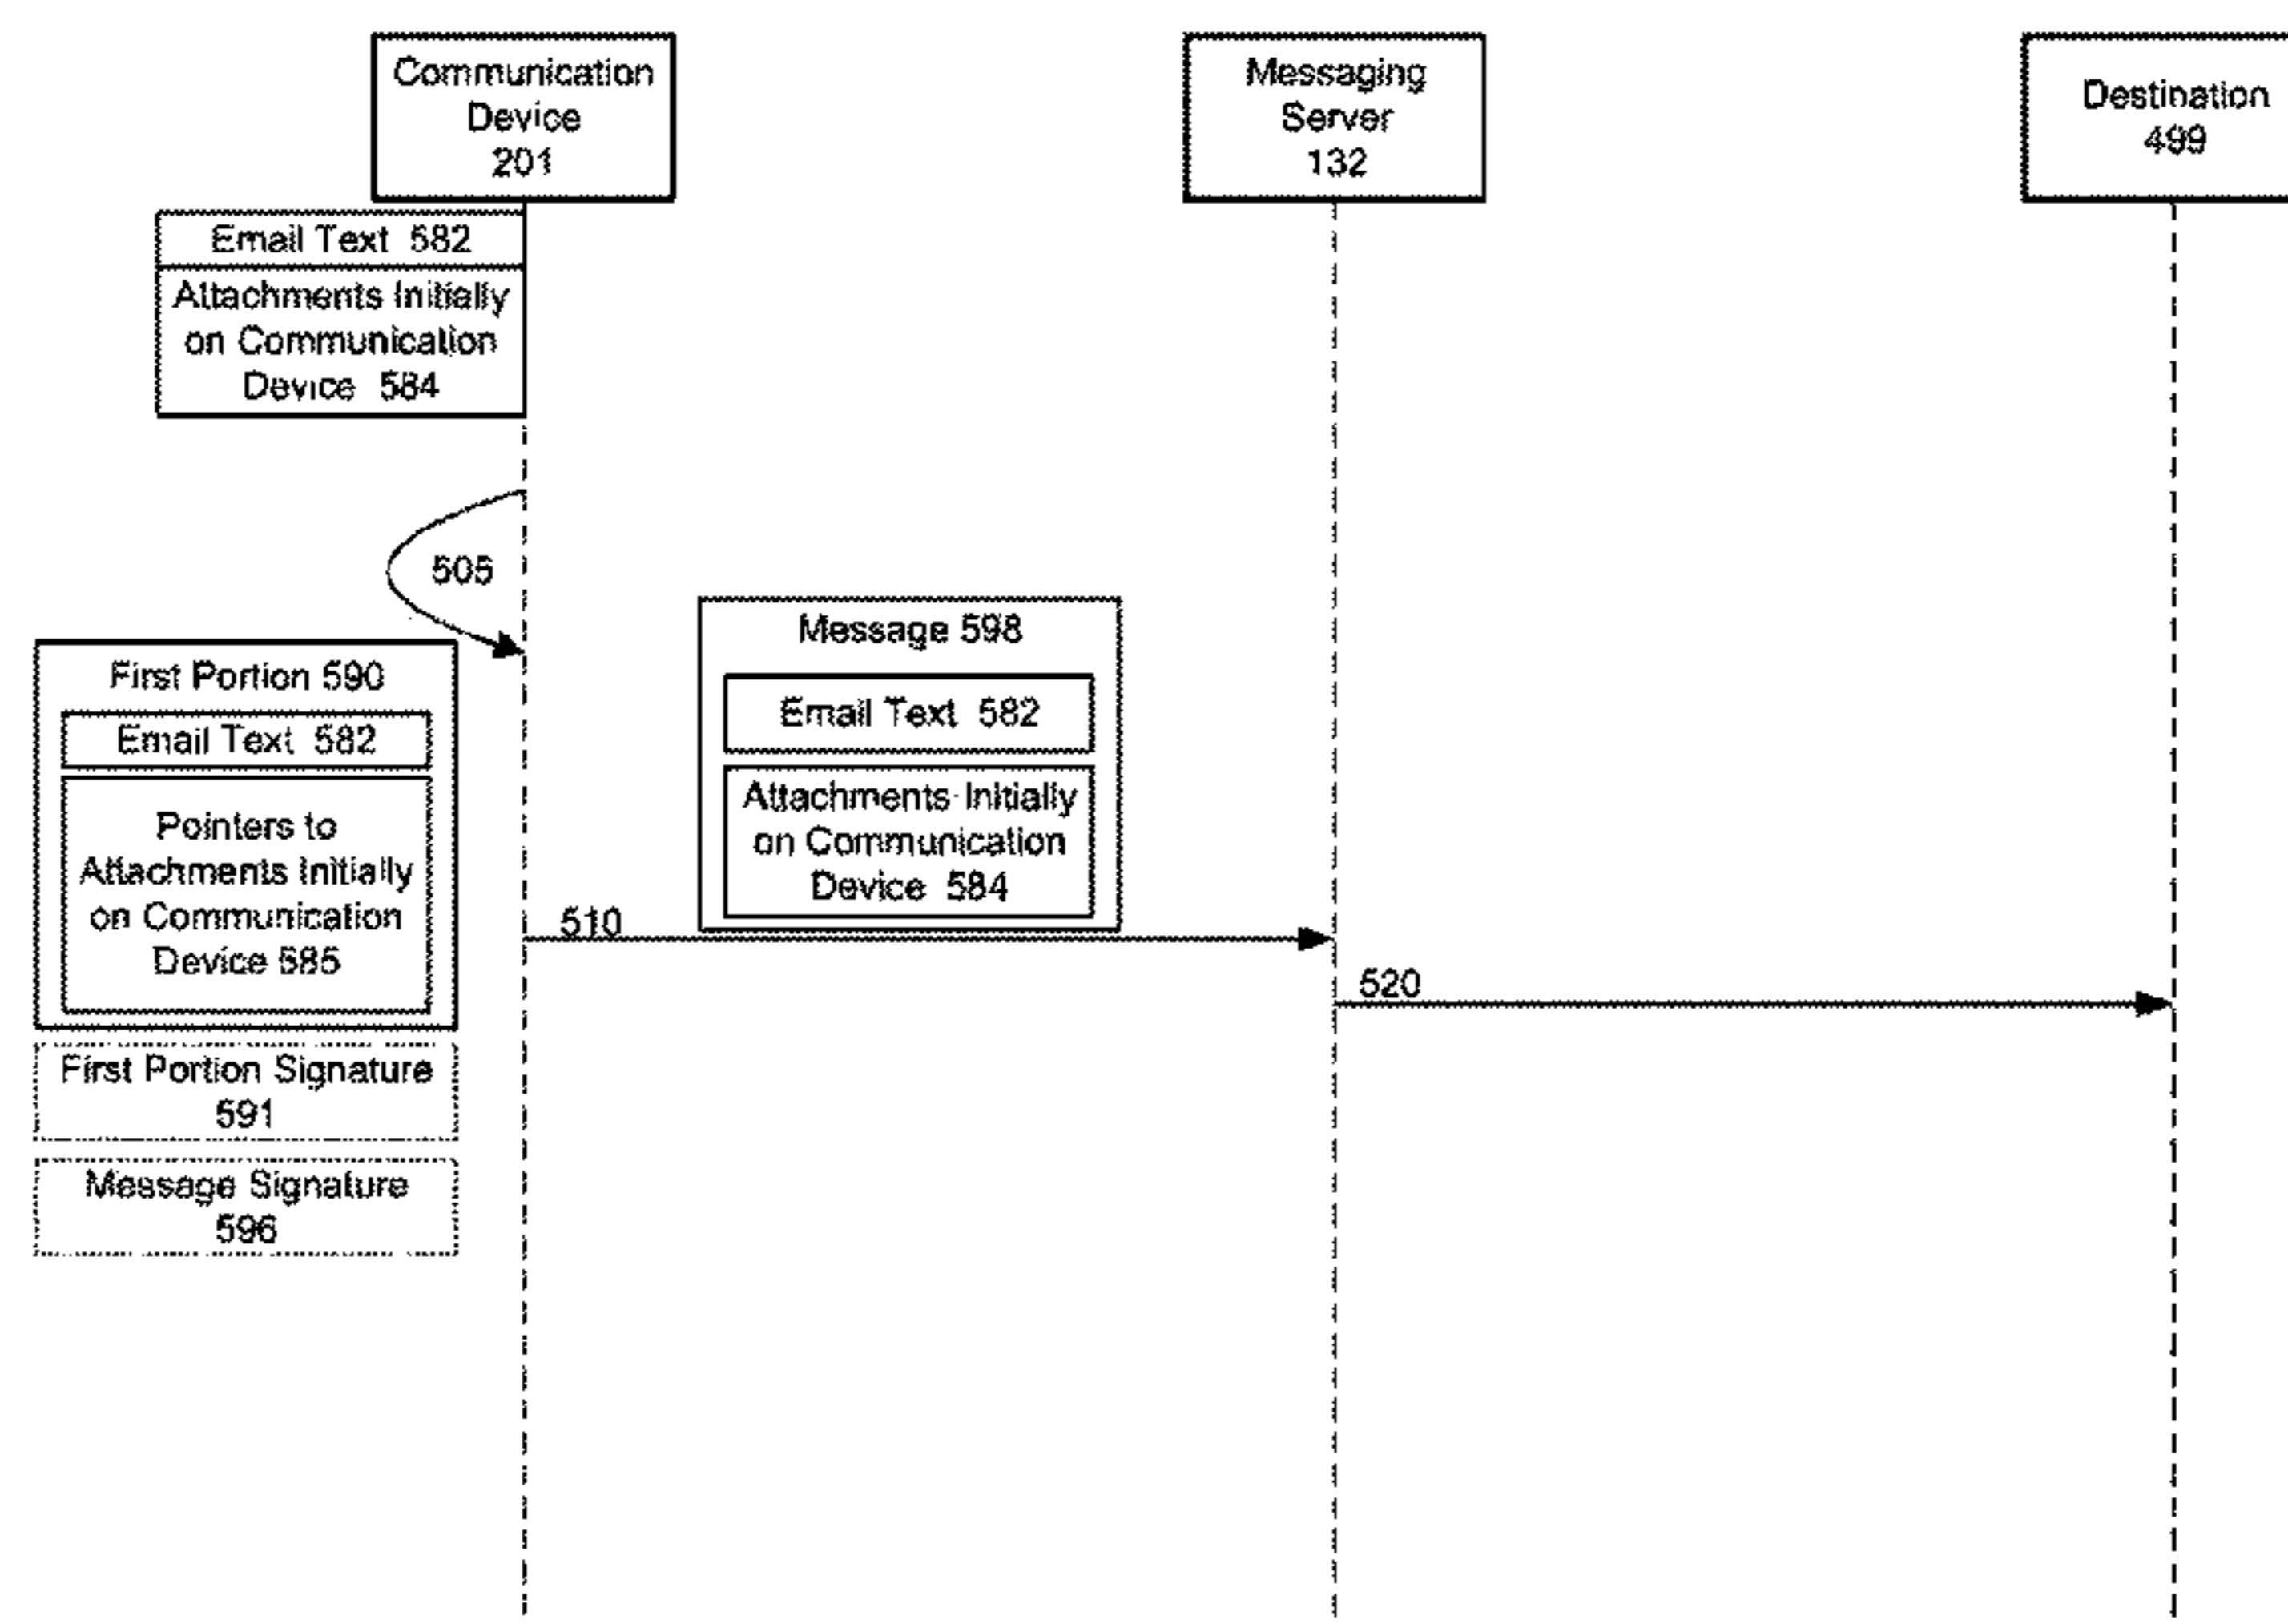 Communication
Device
201
Messaging
Server
132
Destination
499
Email Text 582
Attachments Initially
on Communication
Device 584
505
First Portion 590
Email Text 582
Pointers to
Attachments Initially
on Communication
Device 585
First Portion Signature
591
Message Signature
596
Message 598
Email Text 582
Attachments Initially
on Communication
Device 584
510
520